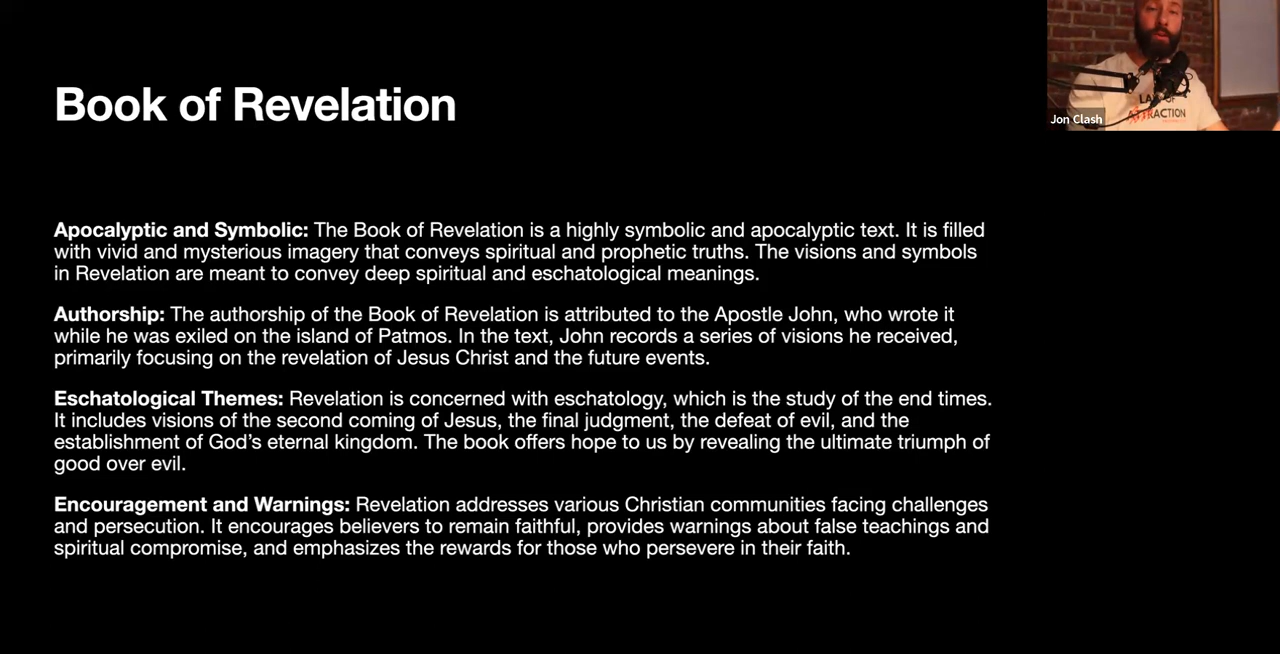 Book of Revelation
Jon Clash
LAW OF
ATTRACTION
Apocalyptic and Symbolic: The Book of Revelation is a highly symbolic and apocalyptic text. It is filled
with vivid and mysterious imagery that conveys spiritual and prophetic truths. The visions and symbols
in Revelation are meant to convey deep spiritual and eschatological meanings.
Authorship: The authorship of the Book of Revelation is attributed to the Apostle John, who wrote it
while he was exiled on the island of Patmos. In the text, John records a series of visions he received,
primarily focusing on the revelation of Jesus Christ and the future events.
Eschatological Themes: Revelation is concerned with eschatology, which is the study of the end times.
It includes visions of the second coming of Jesus, the final judgment, the defeat of evil, and the
establishment of God’s eternal kingdom. The book offers hope to us by revealing the ultimate triumph of
good over evil.
Encouragement and Warnings: Revelation addresses various Christian communities facing challenges
and persecution. It encourages believers to remain faithful, provides warnings about false teachings and
spiritual compromise, and emphasizes the rewards for those who persevere in their faith.